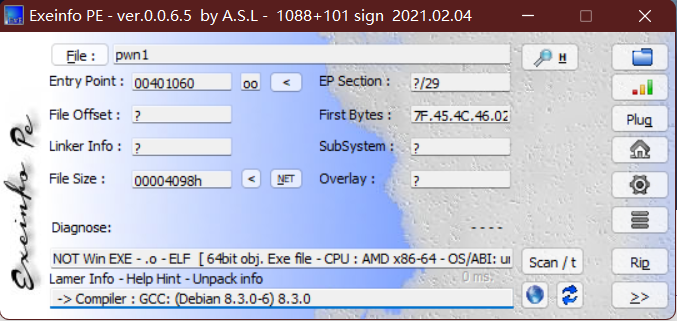 Exeinfo PE - ver.0.0.6.5 by A.S.L - 1088+101 sign 2021.02.04
File : pwn1 H
Entry Point : 00401060 oo < EP Section : ?/29
File Offset : ? First Bytes : 7F.45.4C.46.02 Plug
Linker Info : ? SubSystem : ?
File Size : 00004098h < NET Overlay : ?
Diagnose: - - - -
NOT Win EXE - .o - ELF [ 64bit obj. Exe file - CPU : AMD x86-64 - OS/ABI: Scan / t Rip
Lamer Info - Help Hint - Unpack info 0 ms.
-> Compiler : GCC: (Debian 8.3.0-6) 8.3.0 >>
Exeinfo Pe